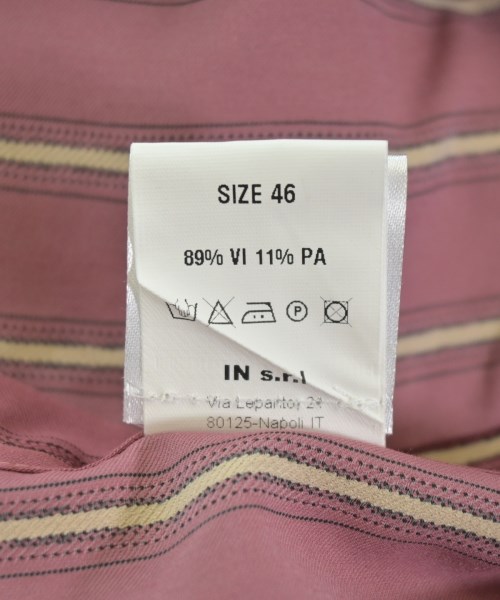 SIZE 46
89% VI 11% PA
P
IN s.r.l
Via Lepanto, 24
80125-Napoli IT